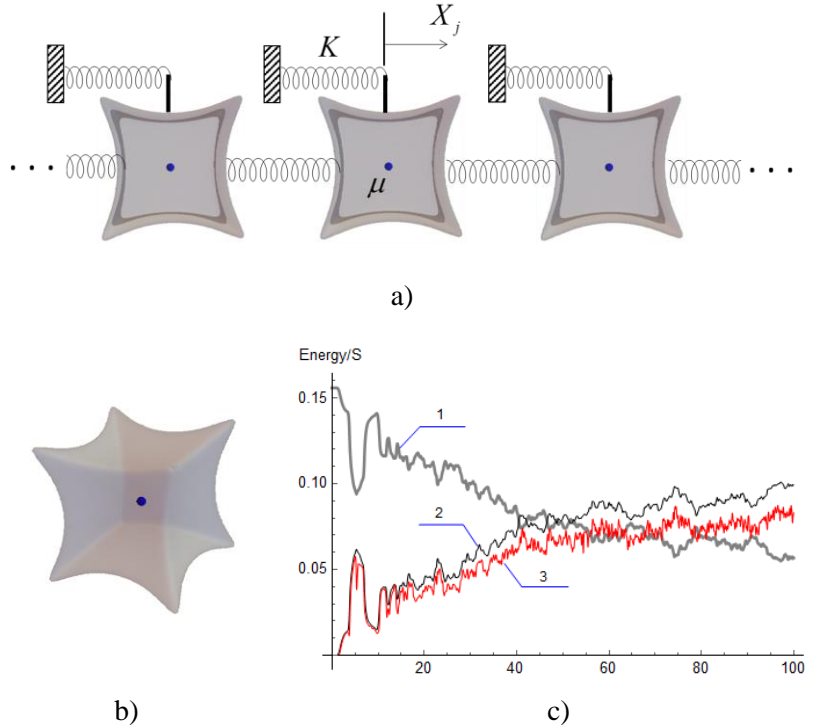 K
X_j
. . .
. . .
μ
a)
Energy/S
0.15
0.10
0.05
1
2
3
20
40
60
80
100
b)
c)